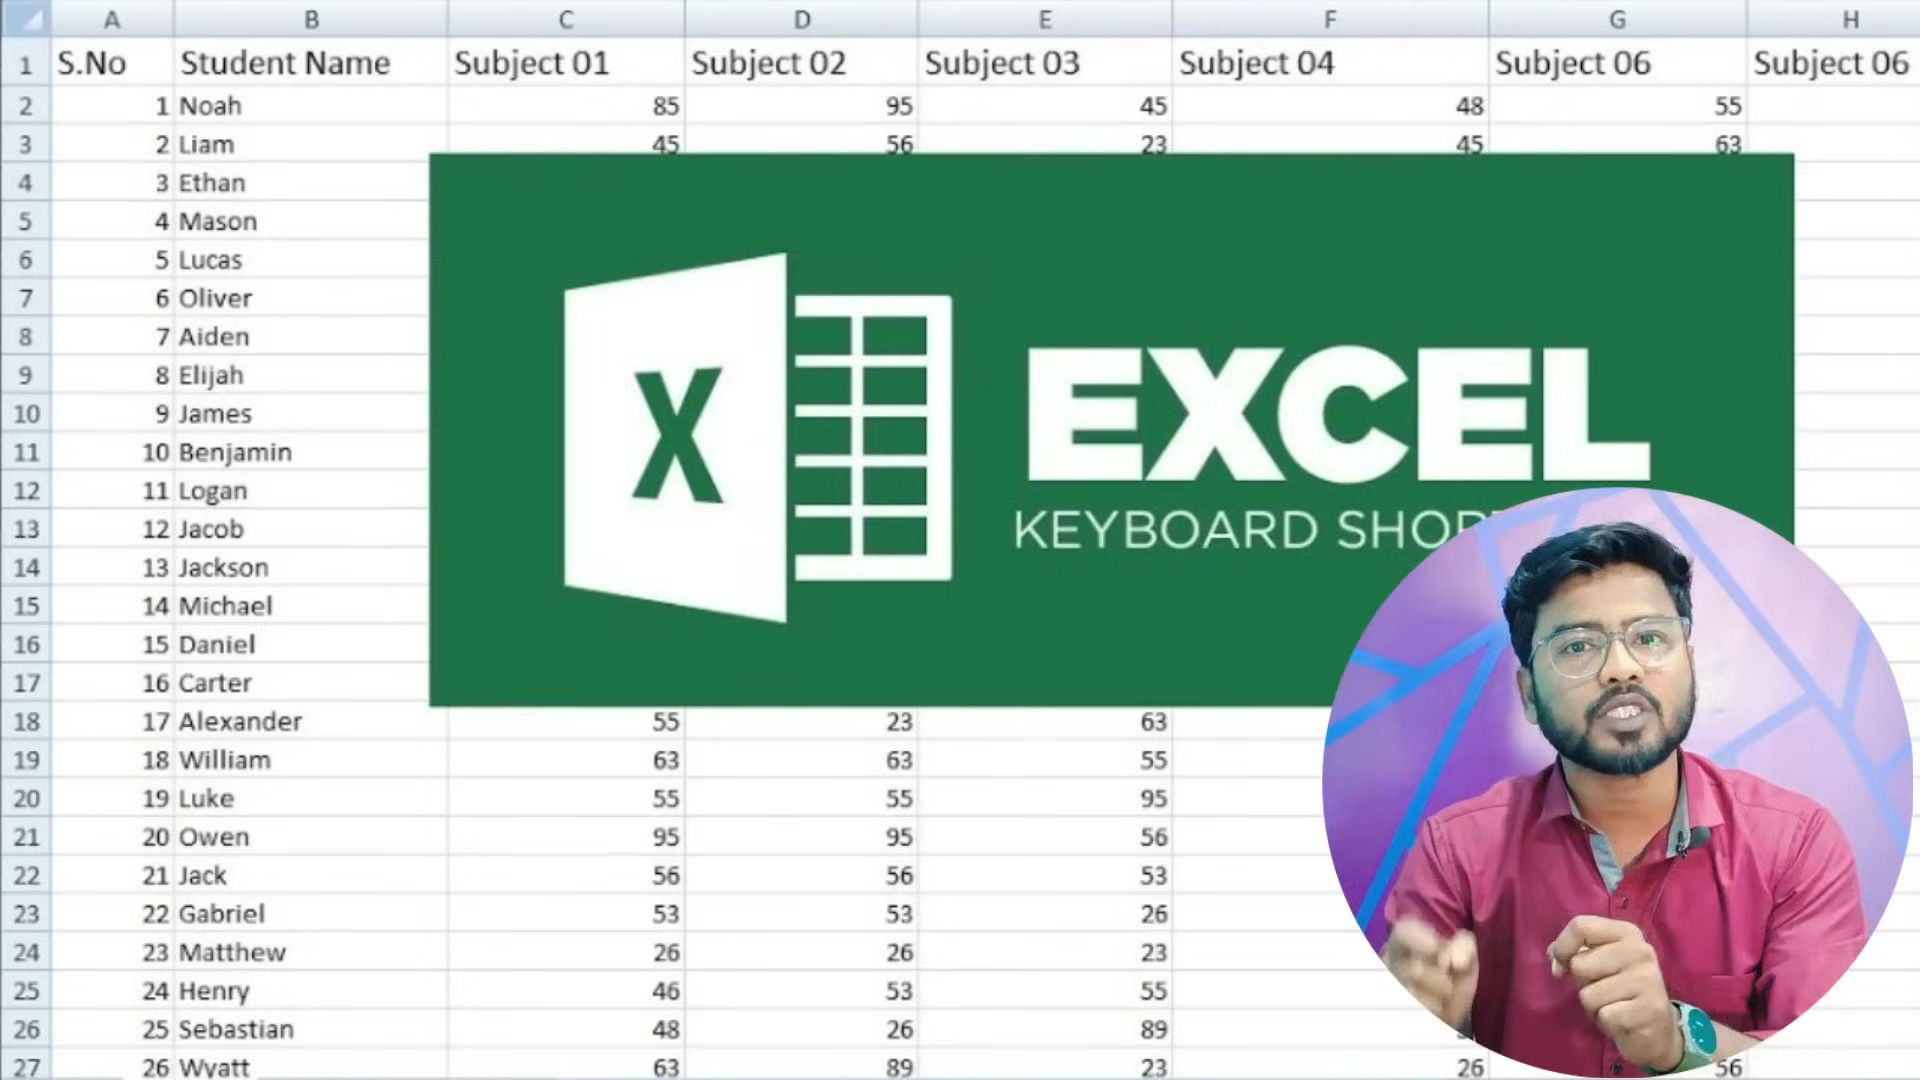 A B C D E F G H
1 S.No Student Name Subject 01 Subject 02 Subject 03 Subject 04 Subject 06 Subject 06
2 1 Noah 85 95 45 48 55
3 2 Liam 45 56 23 45 63
4 3 Ethan
5 4 Mason
6 5 Lucas
7 6 Oliver
8 7 Aiden
9 8 Elijah
10 9 James
11 10 Benjamin
12 11 Logan
13 12 Jacob
14 13 Jackson
15 14 Michael
16 15 Daniel
17 16 Carter
X
EXCEL
KEYBOARD
18 17 Alexander 55 23 63
19 18 William 63 63 55
20 19 Luke 55 55 95
21 20 Owen 95 95 56
22 21 Jack 56 56 53
23 22 Gabriel 53 53 26
24 23 Matthew 26 26 23
25 24 Henry 46 53 55
26 25 Sebastian 48 26 89
27 26 Wyatt 63 89 23 26 56